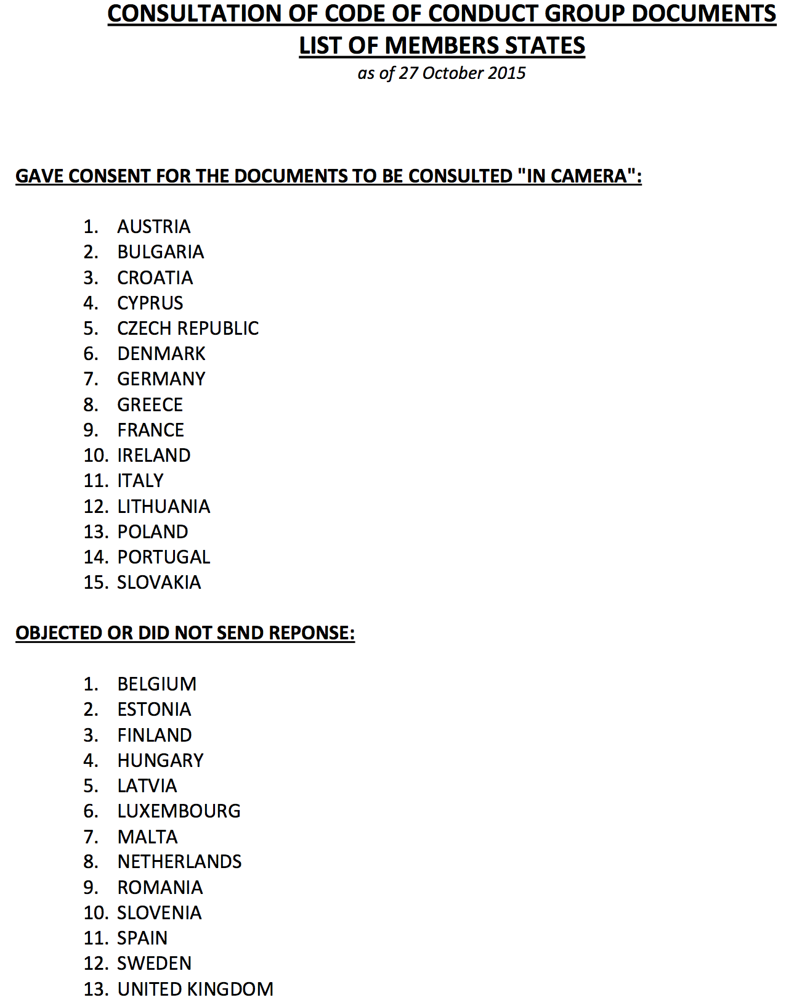 CONSULTATION OF CODE OF CONDUCT GROUP DOCUMENTS
LIST OF MEMBERS STATES
as of 27 October 2015
GAVE CONSENT FOR THE DOCUMENTS TO BE CONSULTED "IN CAMERA":
1. AUSTRIA
2. BULGARIA
3. CROATIA
4. CYPRUS
5. CZECH REPUBLIC
6. DENMARK
7. GERMANY
8. GREECE
9. FRANCE
10. IRELAND
11. ITALY
12. LITHUANIA
13. POLAND
14. PORTUGAL
15. SLOVAKIA
OBJECTED OR DID NOT SEND REPONSE:
1. BELGIUM
2. ESTONIA
3. FINLAND
4. HUNGARY
5. LATVIA
6. LUXEMBOURG
7. MALTA
8. NETHERLANDS
9. ROMANIA
10. SLOVENIA
11. SPAIN
12. SWEDEN
13. UNITED KINGDOM